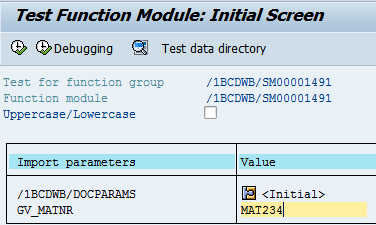 Test Function Module: Initial Screen
Debugging Test data directory
Test for function group /1BCDWB/SM00001491
Function module /1BCDWB/SM00001491
Uppercase/Lowercase
Import parameters Value
/1BCDWB/DOCPARAMS <Initial>
GV_MATNR MAT234